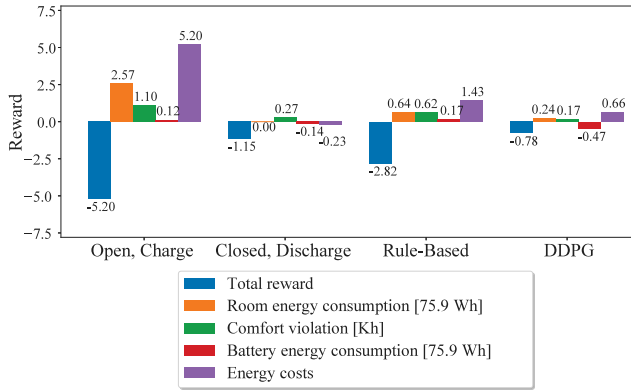 7.5
5.0
2.5
0.0
−2.5
−5.0
−7.5
Reward
-5.20
2.57
1.10
0.12
5.20
-1.15
0.00
0.27
-0.14
-0.23
-2.82
0.64
0.62
0.17
1.43
-0.78
0.24
0.17
-0.47
0.66
Open, Charge
Closed, Discharge
Rule-Based
DDPG
Total reward
Room energy consumption [75.9 Wh]
Comfort violation [Kh]
Battery energy consumption [75.9 Wh]
Energy costs